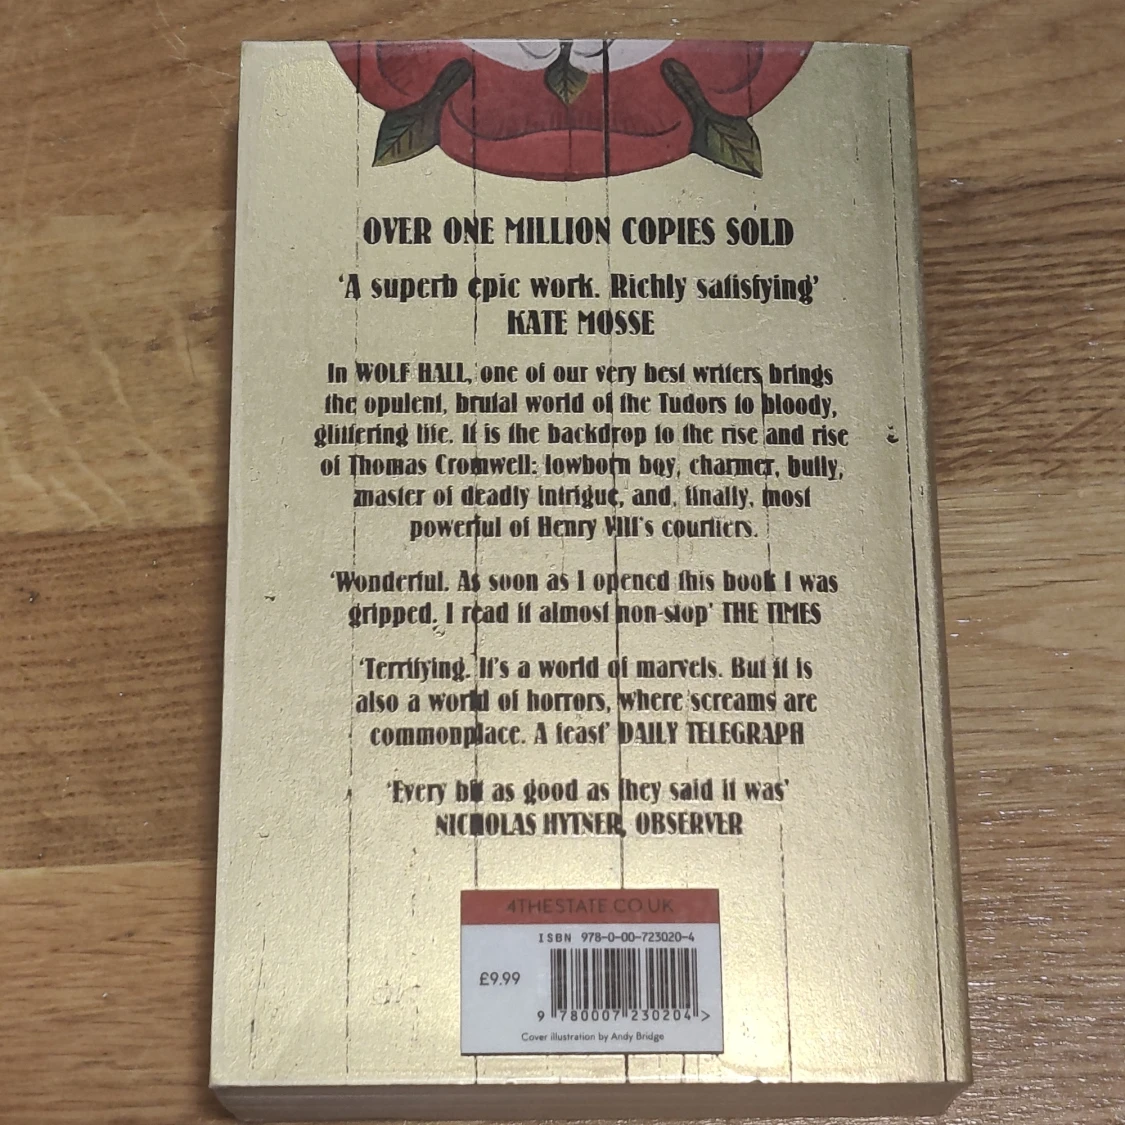 OVER ONE MILLION COPIES SOLD
‘A superb epic work. Richly satisfying’
KATE MOSSE
In WOLF HALL, one of our very best writers brings
the opulent, brutal world of the Tudors to bloody,
glittering life. It is the backdrop to the rise and rise
of Thomas Cromwell: lowborn boy, charmer, bully,
master of deadly intrigue, and, finally, most
powerful of Henry VIII’s courtiers.
‘Wonderful. As soon as I opened this book I was
gripped. I read it almost non-stop’ THE TIMES
‘Terrifying. It’s a world of marvels. But it is
also a world of horrors, where screams are
commonplace. A feast’ DAILY TELEGRAPH
‘Every bit as good as they said it was’
NICHOLAS HYTNER, OBSERVER
4THESTATE.CO.UK
ISBN 978-0-00-723020-4
£9.99
9 780007 230204 >
Cover illustration by Andy Bridge